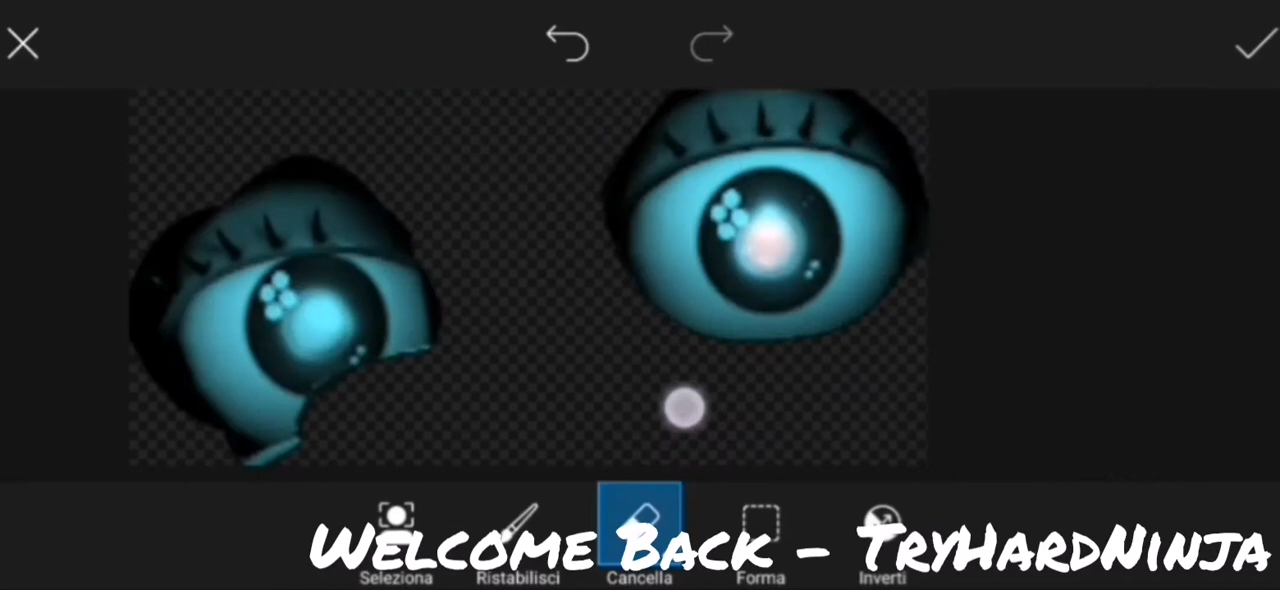 Welcome Back - TryHardNinja
Seleziona Ristabilisci Cancella Forma Inverti